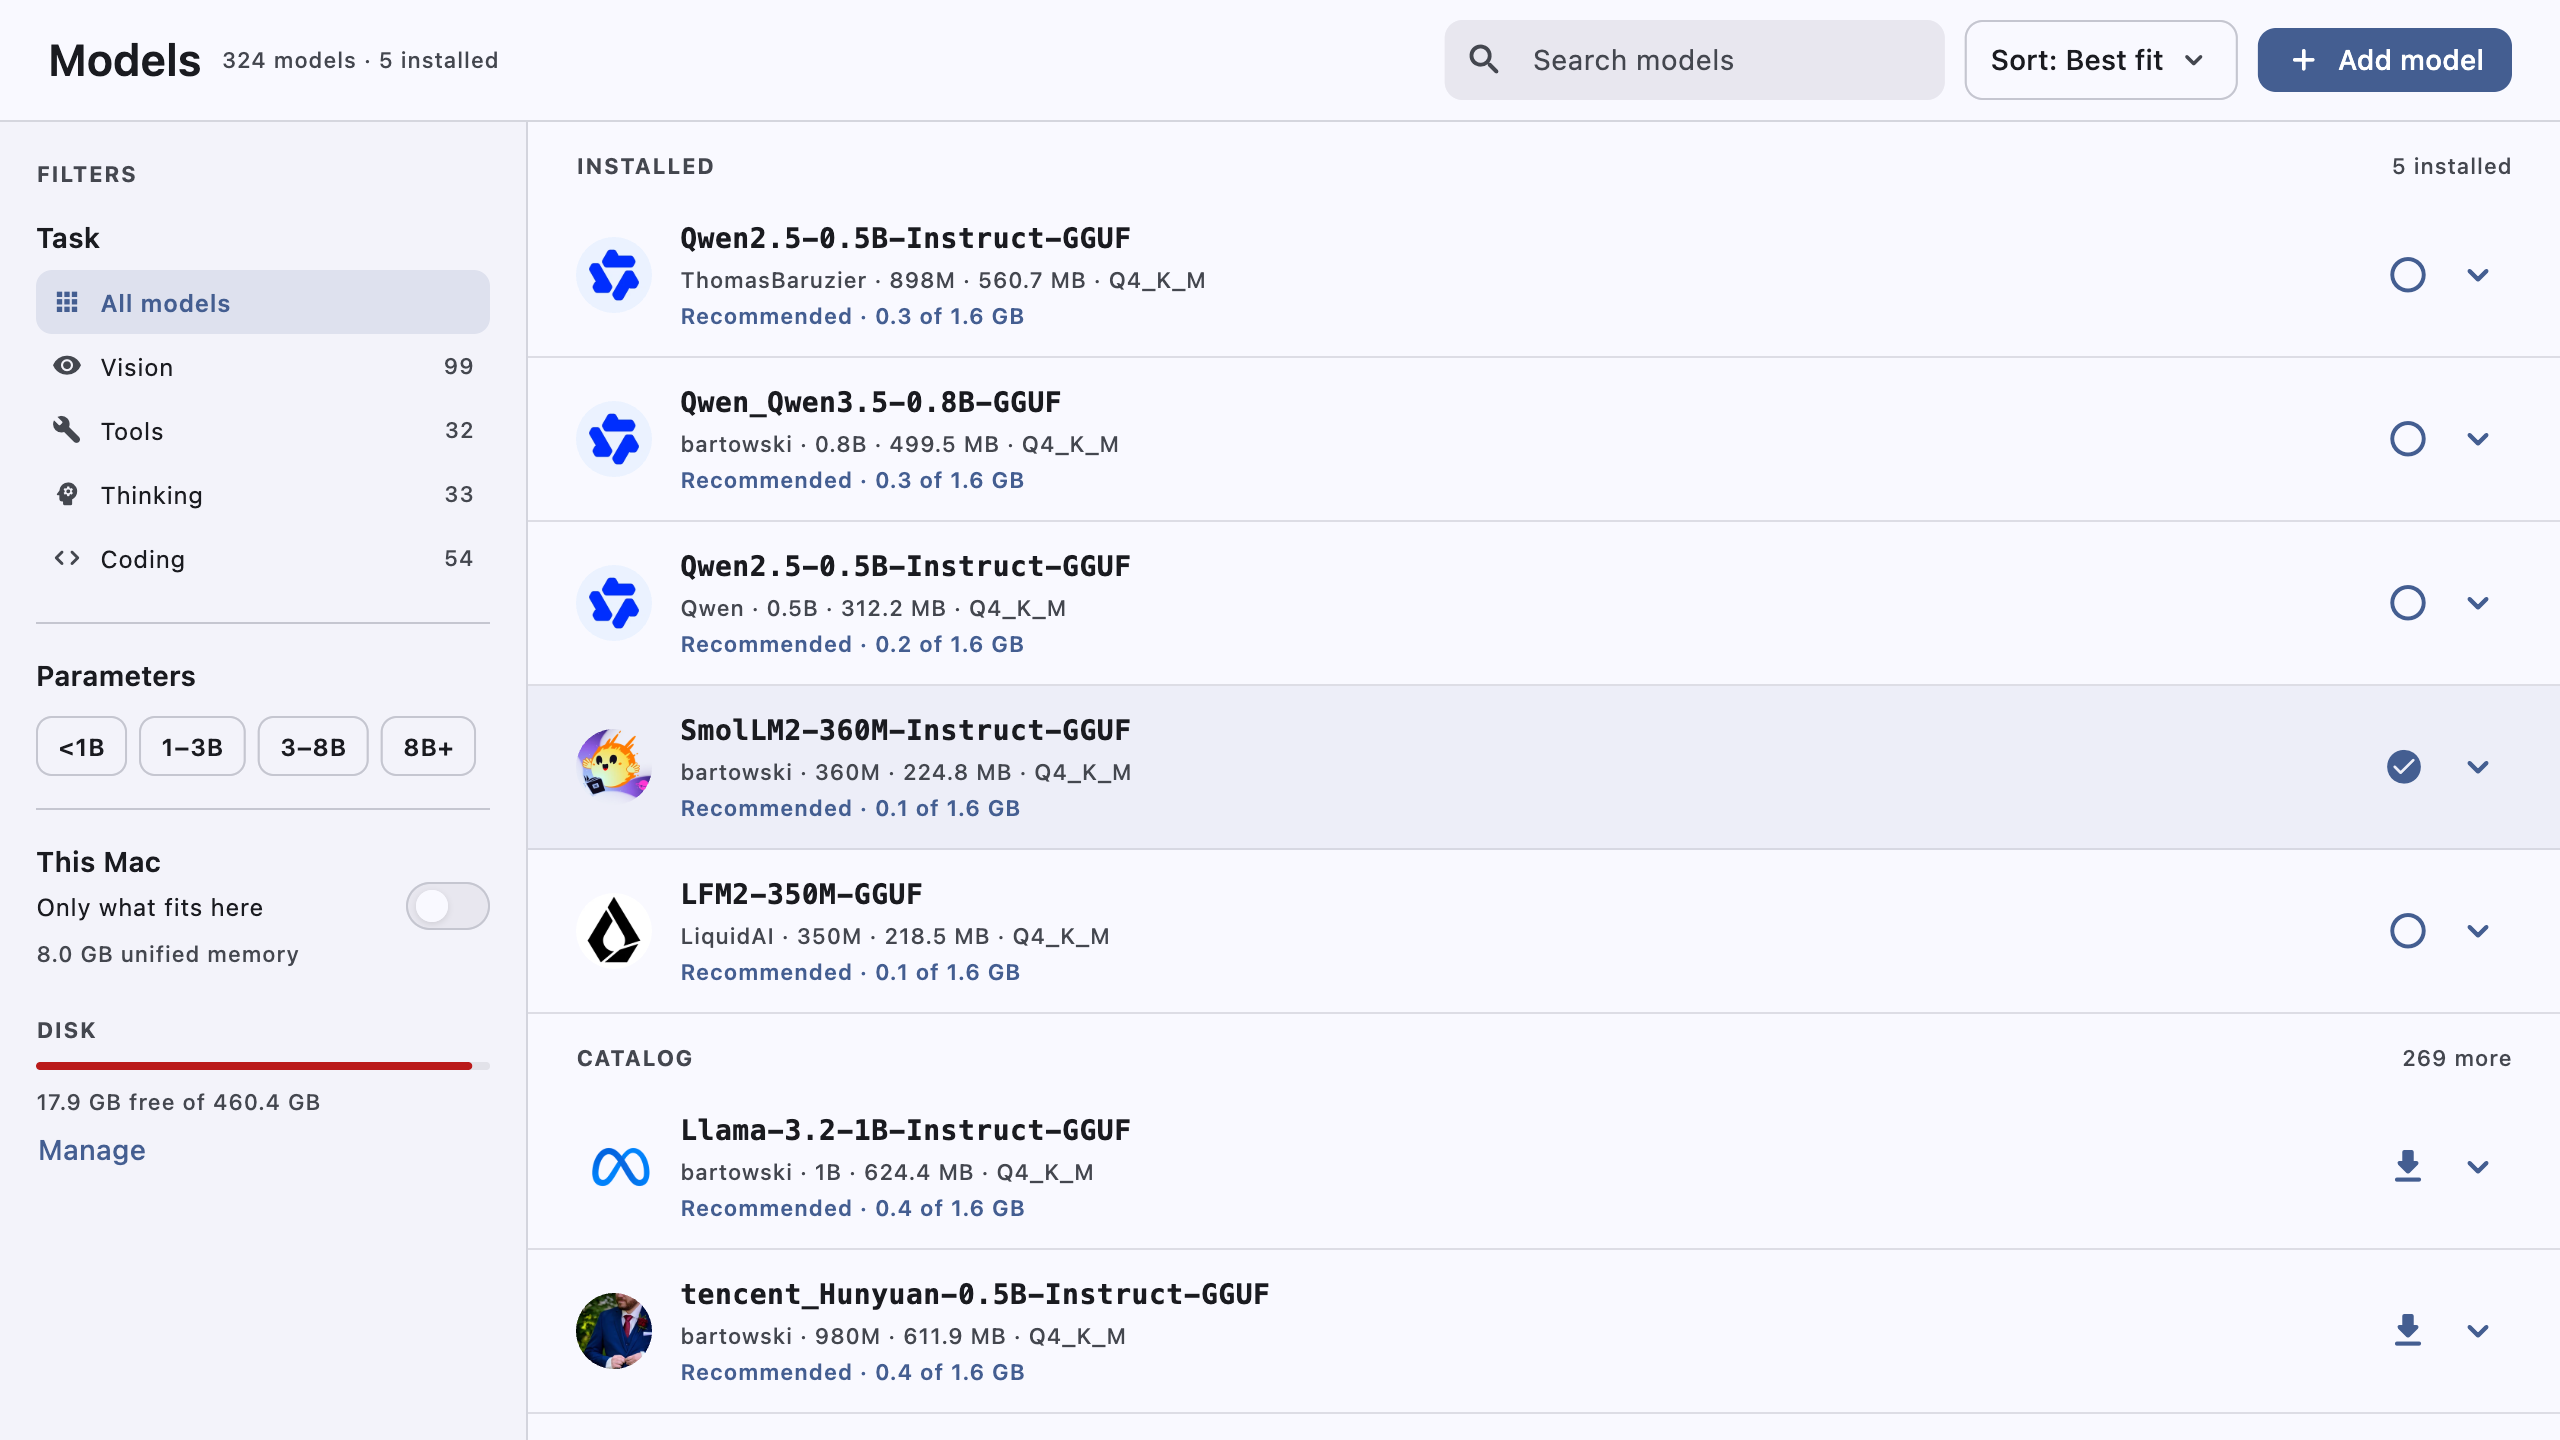 Models
324 models · 5 installed
Search models
Sort: Best fit
Add model
FILTERS
Task
All models
Vision 99
Tools 32
Thinking 33
Coding 54
Parameters
<1B 1–3B 3–8B 8B+
This Mac
Only what fits here
8.0 GB unified memory
DISK
17.9 GB free of 460.4 GB
Manage
INSTALLED 5 installed
Qwen2.5-0.5B-Instruct-GGUF
ThomasBaruzier · 898M · 560.7 MB · Q4_K_M
Recommended · 0.3 of 1.6 GB
Qwen_Qwen3.5-0.8B-GGUF
bartowski · 0.8B · 499.5 MB · Q4_K_M
Recommended · 0.3 of 1.6 GB
Qwen2.5-0.5B-Instruct-GGUF
Qwen · 0.5B · 312.2 MB · Q4_K_M
Recommended · 0.2 of 1.6 GB
SmolLM2-360M-Instruct-GGUF
bartowski · 360M · 224.8 MB · Q4_K_M
Recommended · 0.1 of 1.6 GB
LFM2-350M-GGUF
LiquidAI · 350M · 218.5 MB · Q4_K_M
Recommended · 0.1 of 1.6 GB
CATALOG 269 more
Llama-3.2-1B-Instruct-GGUF
bartowski · 1B · 624.4 MB · Q4_K_M
Recommended · 0.4 of 1.6 GB
tencent_Hunyuan-0.5B-Instruct-GGUF
bartowski · 980M · 611.9 MB · Q4_K_M
Recommended · 0.4 of 1.6 GB